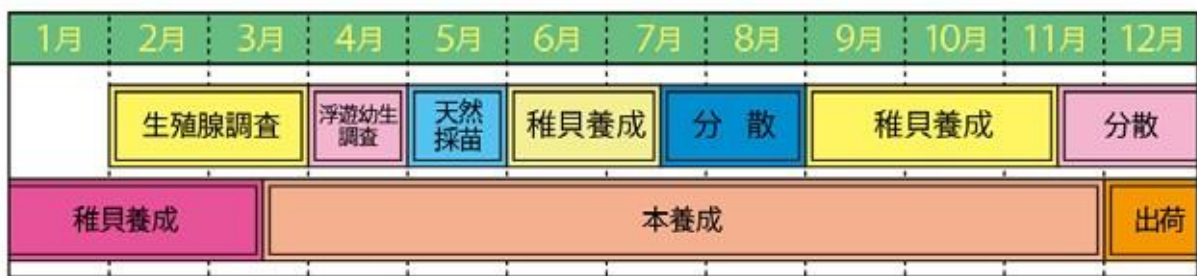 1月 2月 3月 4月 5月 6月 7月 8月 9月 10月 11月 12月
生殖腺調査 浮遊幼生 天然 稚貝養成 分散 稚貝養成 分散
調査 採苗
稚貝養成 本養成 出荷